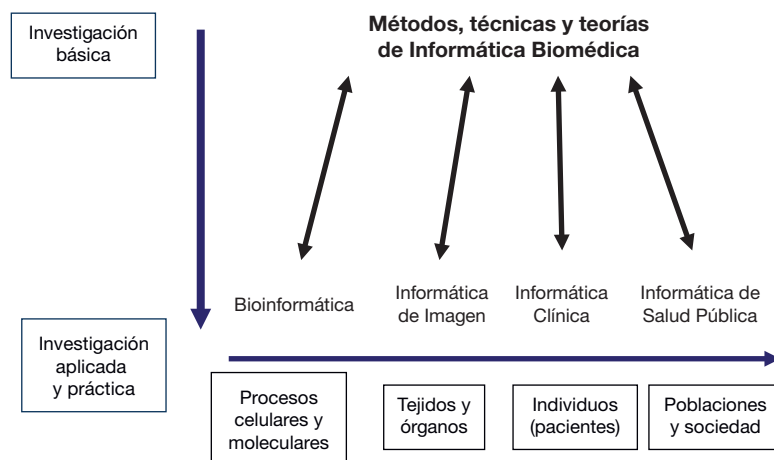 Investigación
básica
Métodos, técnicas y teorías
de Informática Biomédica
Bioinformática
Informática
de Imagen
Informática
Clínica
Informática de
Salud Pública
Investigación
aplicada
y práctica
Procesos
celulares y
moleculares
Tejidos y
órganos
Individuos
(pacientes)
Poblaciones
y sociedad